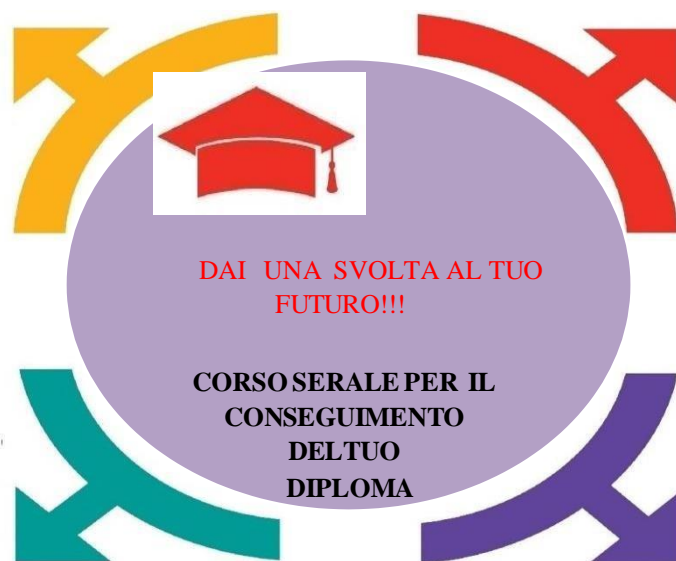 DAI UNA SVOLTA AL TUO
FUTURO!!!
CORSO SERALE PER IL
CONSEGUIMENTO
DELTUO
DIPLOMA